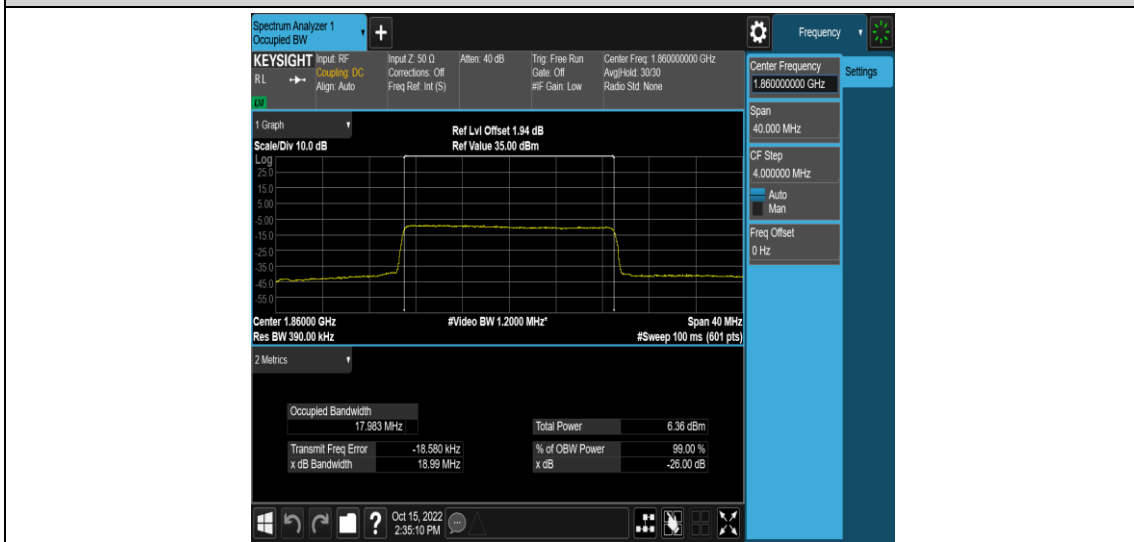 Spectrum Analyzer 1
Occupied BW
+
Frequency
KEYSIGHT
RL
Input: RF
Coupling: DC
Align: Auto
Input Z: 50 Ω
Corrections: Off
Freq Ref: Int (S)
Atten: 40 dB
Trig: Free Run
Gate: Off
#IF Gain: Low
Center Freq: 1.860000000 GHz
Avg|Hold: 30/30
Radio Std: None
Center Frequency
1.860000000 GHz
Settings
Span
40.000 MHz
CF Step
4.000000 MHz
Auto
Man
Freq Offset
0 Hz
1 Graph
Scale/Div 10.0 dB
Ref Lvl Offset 1.94 dB
Ref Value 35.00 dBm
Log
25.0
15.0
5.00
-5.00
-15.0
-25.0
-35.0
-45.0
-55.0
Center 1.86000 GHz
Res BW 390.00 kHz
#Video BW 1.2000 MHz*
Span 40 MHz
#Sweep 100 ms (601 pts)
2 Metrics
Occupied Bandwidth
17.983 MHz
Transmit Freq Error -18.580 kHz
x dB Bandwidth 18.99 MHz
Total Power 6.36 dBm
% of OBW Power 99.00 %
x dB -26.00 dB
?
Oct 15, 2022
2:35:10 PM